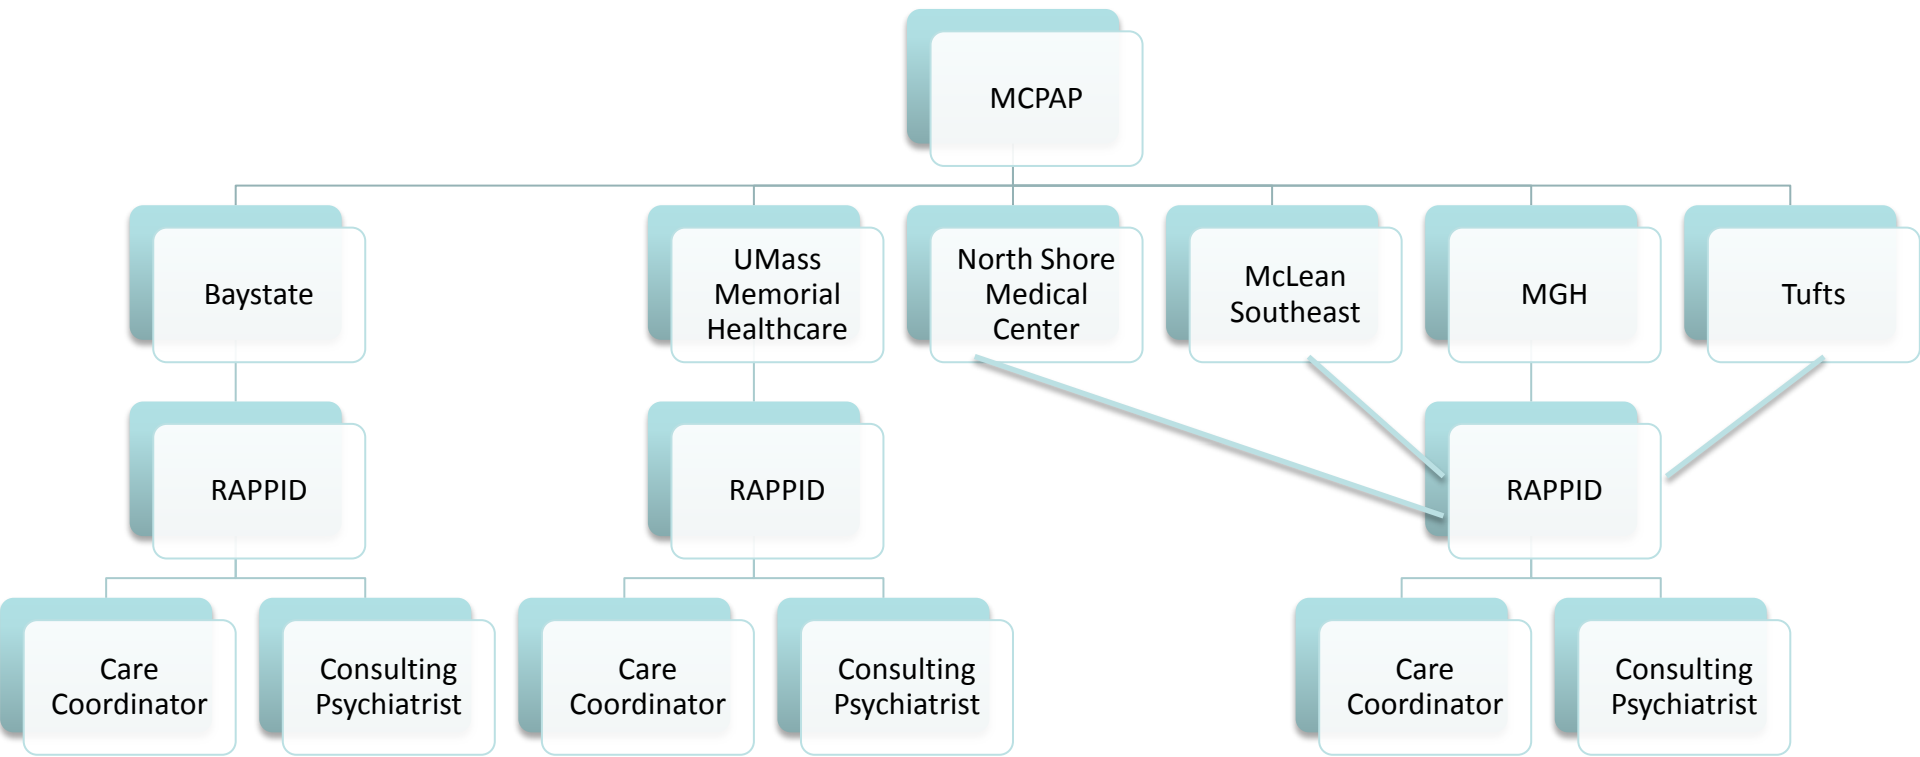 MCPAP
Baystate
UMass
Memorial
Healthcare
North Shore
Medical
Center
McLean
Southeast
MGH
Tufts
RAPPID
RAPPID
RAPPID
Care
Coordinator
Consulting
Psychiatrist
Care
Coordinator
Consulting
Psychiatrist
Care
Coordinator
Consulting
Psychiatrist